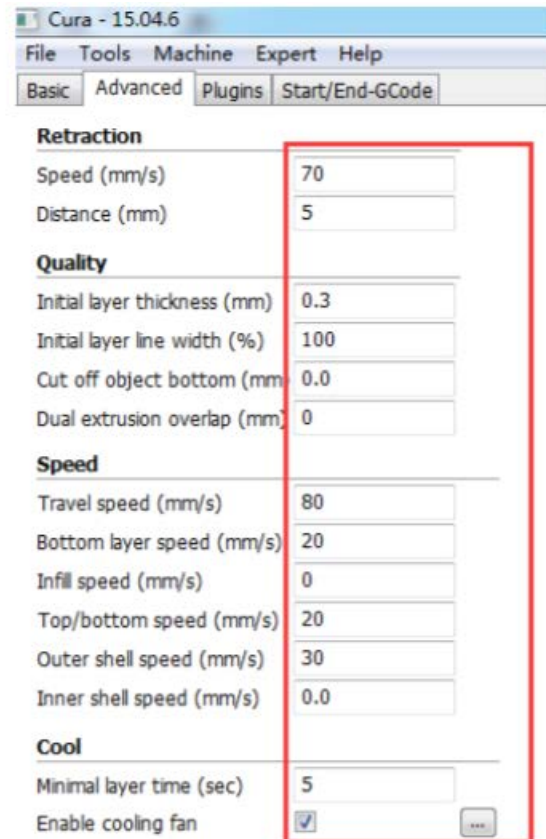 Cura - 15.04.6
File Tools Machine Expert Help
Basic Advanced Plugins Start/End-GCode
Retraction
Speed (mm/s) 70
Distance (mm) 5
Quality
Initial layer thickness (mm) 0.3
Initial layer line width (%) 100
Cut off object bottom (mm) 0.0
Dual extrusion overlap (mm) 0
Speed
Travel speed (mm/s) 80
Bottom layer speed (mm/s) 20
Infill speed (mm/s) 0
Top/bottom speed (mm/s) 20
Outer shell speed (mm/s) 30
Inner shell speed (mm/s) 0.0
Cool
Minimal layer time (sec) 5
Enable cooling fan ...